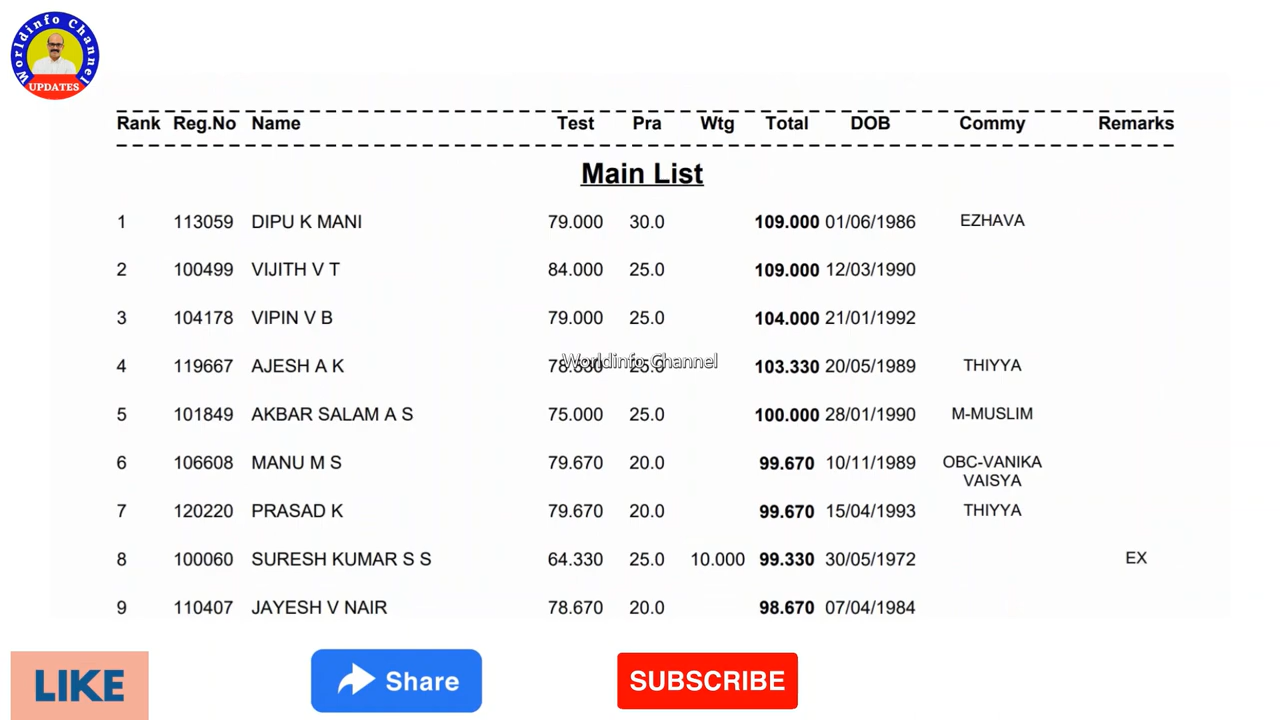 Worldinfo Channel
UPDATES
Rank Reg.No Name Test Pra Wtg Total DOB Commy Remarks
Main List
1 113059 DIPU K MANI 79.000 30.0 109.000 01/06/1986 EZHAVA
2 100499 VIJITH V T 84.000 25.0 109.000 12/03/1990
3 104178 VIPIN V B 79.000 25.0 104.000 21/01/1992
4 119667 AJESH A K 78.330 25.0 103.330 20/05/1989 THIYYA
Worldinfo Channel
5 101849 AKBAR SALAM A S 75.000 25.0 100.000 28/01/1990 M-MUSLIM
6 106608 MANU M S 79.670 20.0 99.670 10/11/1989 OBC-VANIKA
VAISYA
7 120220 PRASAD K 79.670 20.0 99.670 15/04/1993 THIYYA
8 100060 SURESH KUMAR S S 64.330 25.0 10.000 99.330 30/05/1972 EX
9 110407 JAYESH V NAIR 78.670 20.0 98.670 07/04/1984
LIKE Share SUBSCRIBE